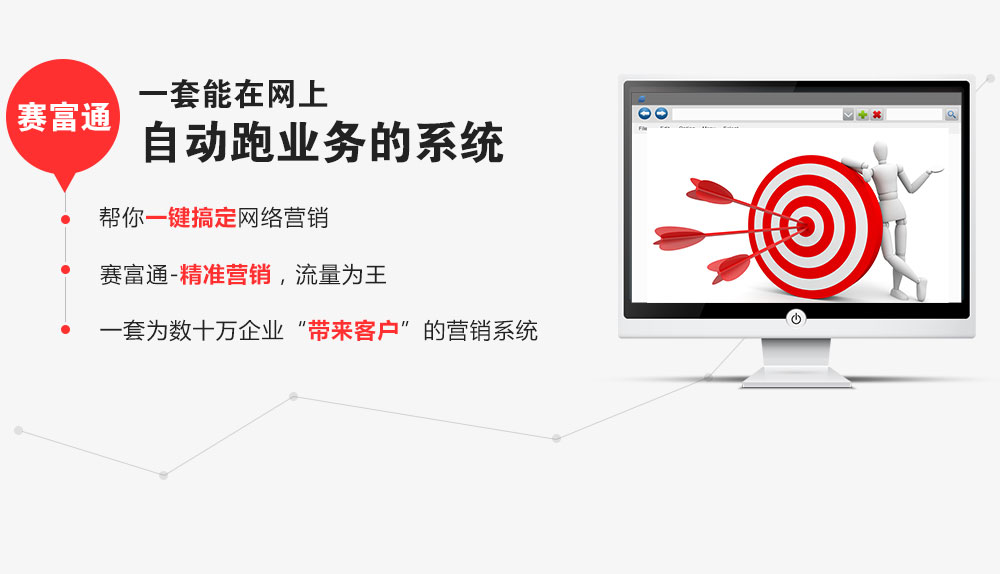 赛富通
一套能在网上
自动跑业务的系统
帮你一键搞定网络营销
赛富通-精准营销，流量为王
一套为数十万企业“带来客户”的营销系统
File Edit